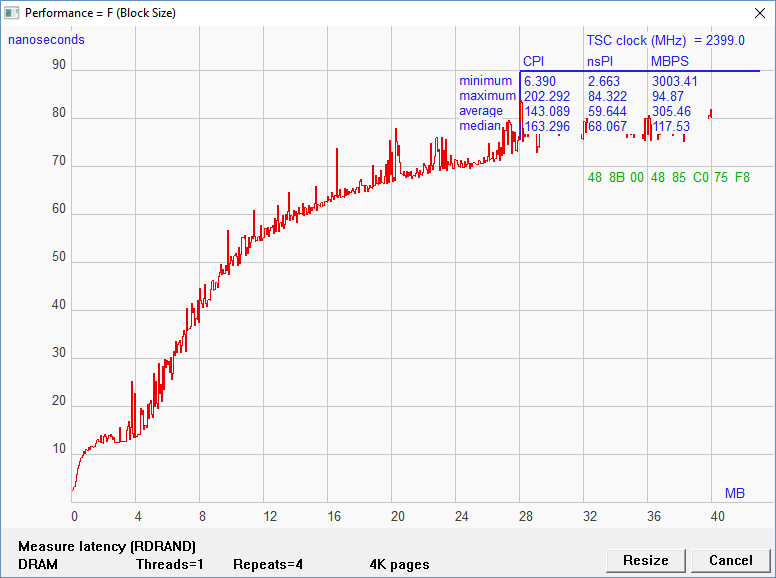 Performance = F (Block Size)
nanoseconds
TSC clock (MHz) = 2399.0
CPI nsPI MBPS
minimum 6.390 2.663 3003.41
maximum 202.292 84.322 94.87
average 143.089 59.644 305.46
median 163.296 68.067 117.53
48 8B 00 48 85 C0 75 F8
90
80
70
60
50
40
30
20
10
MB
0 4 8 12 16 20 24 28 32 36 40
Measure latency (RDRAND)
DRAM Threads=1 Repeats=4 4K pages
Resize Cancel